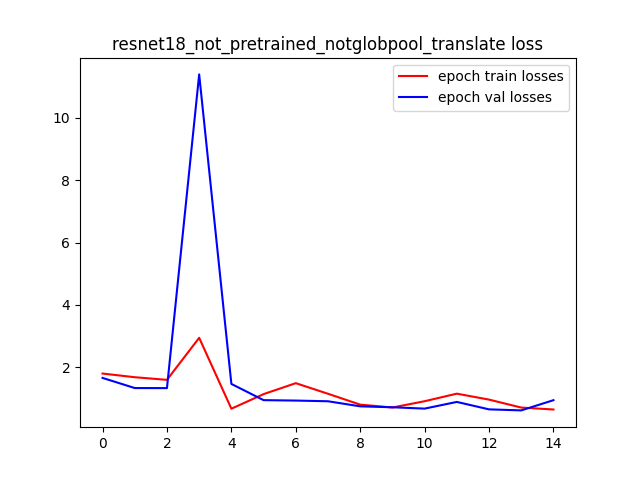 resnet18_not_pretrained_notglobpool_translate loss
epoch train losses
epoch val losses
10
8
6
4
2
0 2 4 6 8 10 12 14